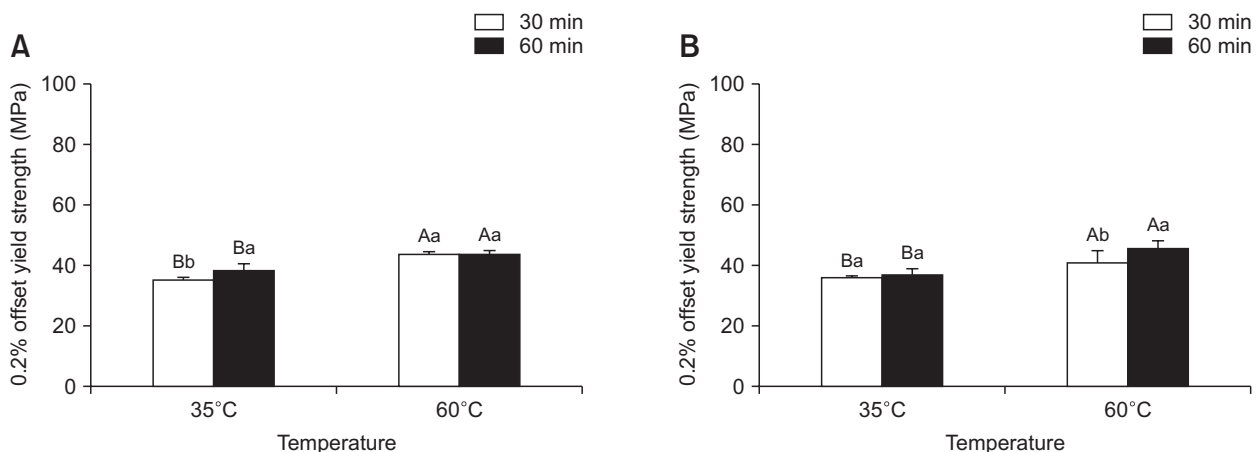 A
30 min
60 min
0.2% offset yield strength (MPa)
100
80
60
40
20
0
Bb
Ba
Aa
Aa
35°C
60°C
Temperature
B
30 min
60 min
0.2% offset yield strength (MPa)
100
80
60
40
20
0
Ba
Ba
Ab
Aa
35°C
60°C
Temperature